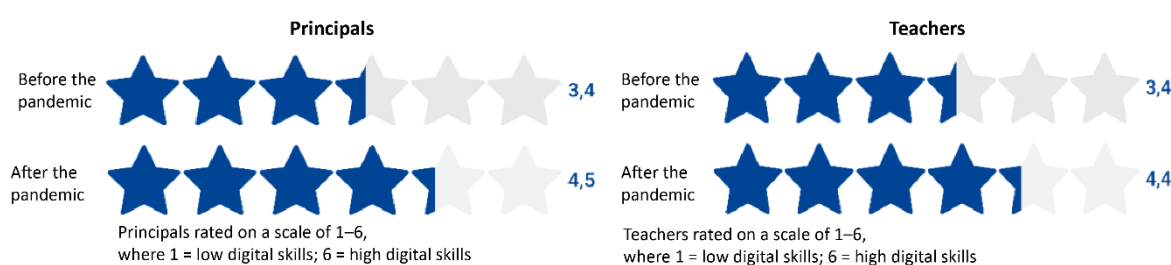 Principals
Before the
pandemic
3,4
After the
pandemic
4,5
Principals rated on a scale of 1–6,
where 1 = low digital skills; 6 = high digital skills
Teachers
Before the
pandemic
3,4
After the
pandemic
4,4
Teachers rated on a scale of 1–6,
where 1 = low digital skills; 6 = high digital skills